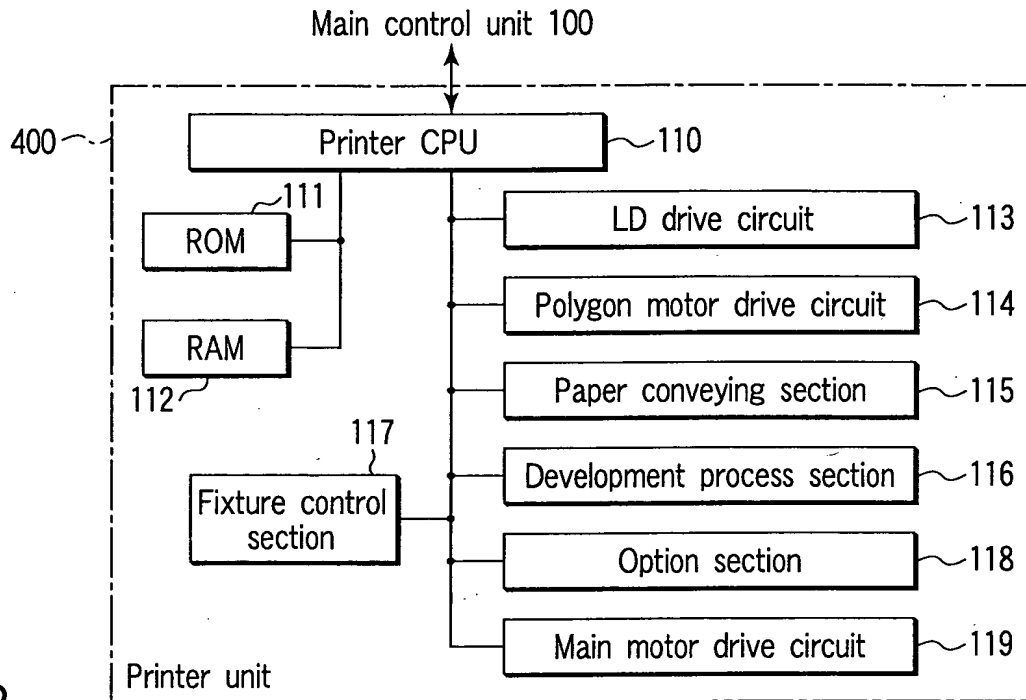 Main control unit 100
400
Printer CPU
110
111
ROM
RAM
112
LD drive circuit
113
Polygon motor drive circuit
114
Paper conveying section
115
117
Fixture control
section
Development process section
116
Option section
118
Main motor drive circuit
119
Printer unit